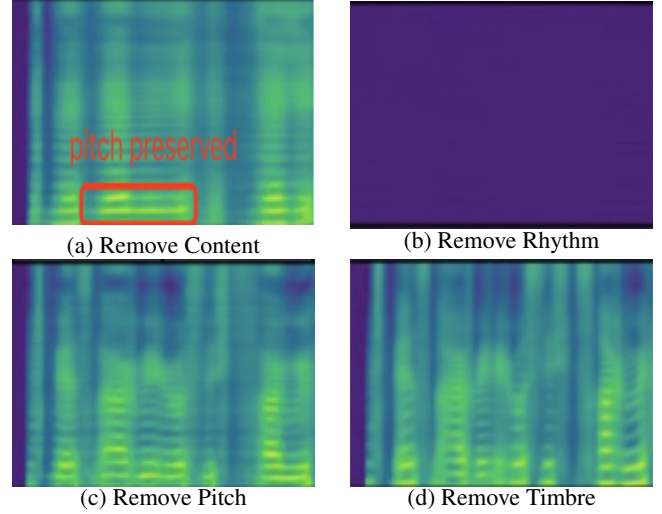 pitch preserved
(a) Remove Content
(b) Remove Rhythm
(c) Remove Pitch
(d) Remove Timbre